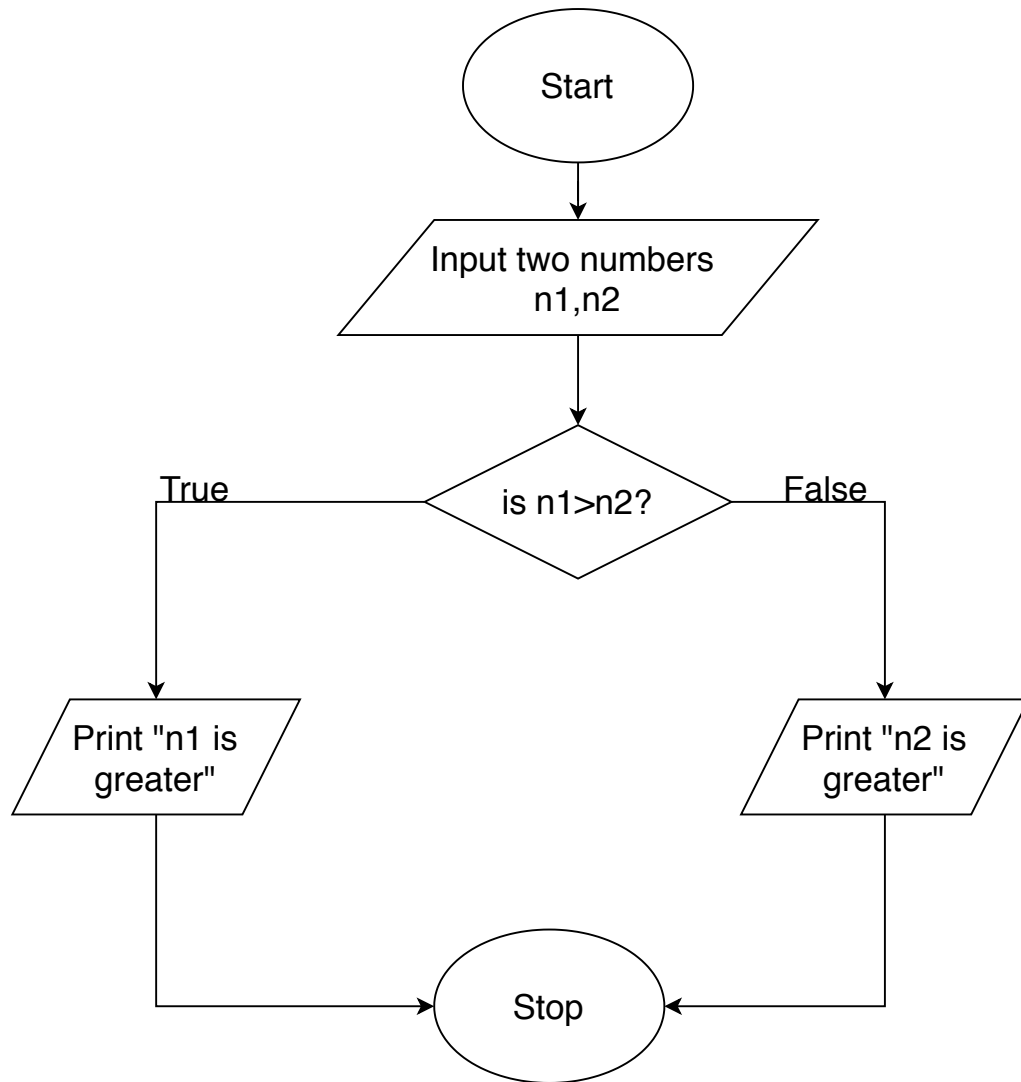 Start
Input two numbers
n1,n2
True
is n1>n2?
False
Print "n1 is
greater"
Print "n2 is
greater"
Stop